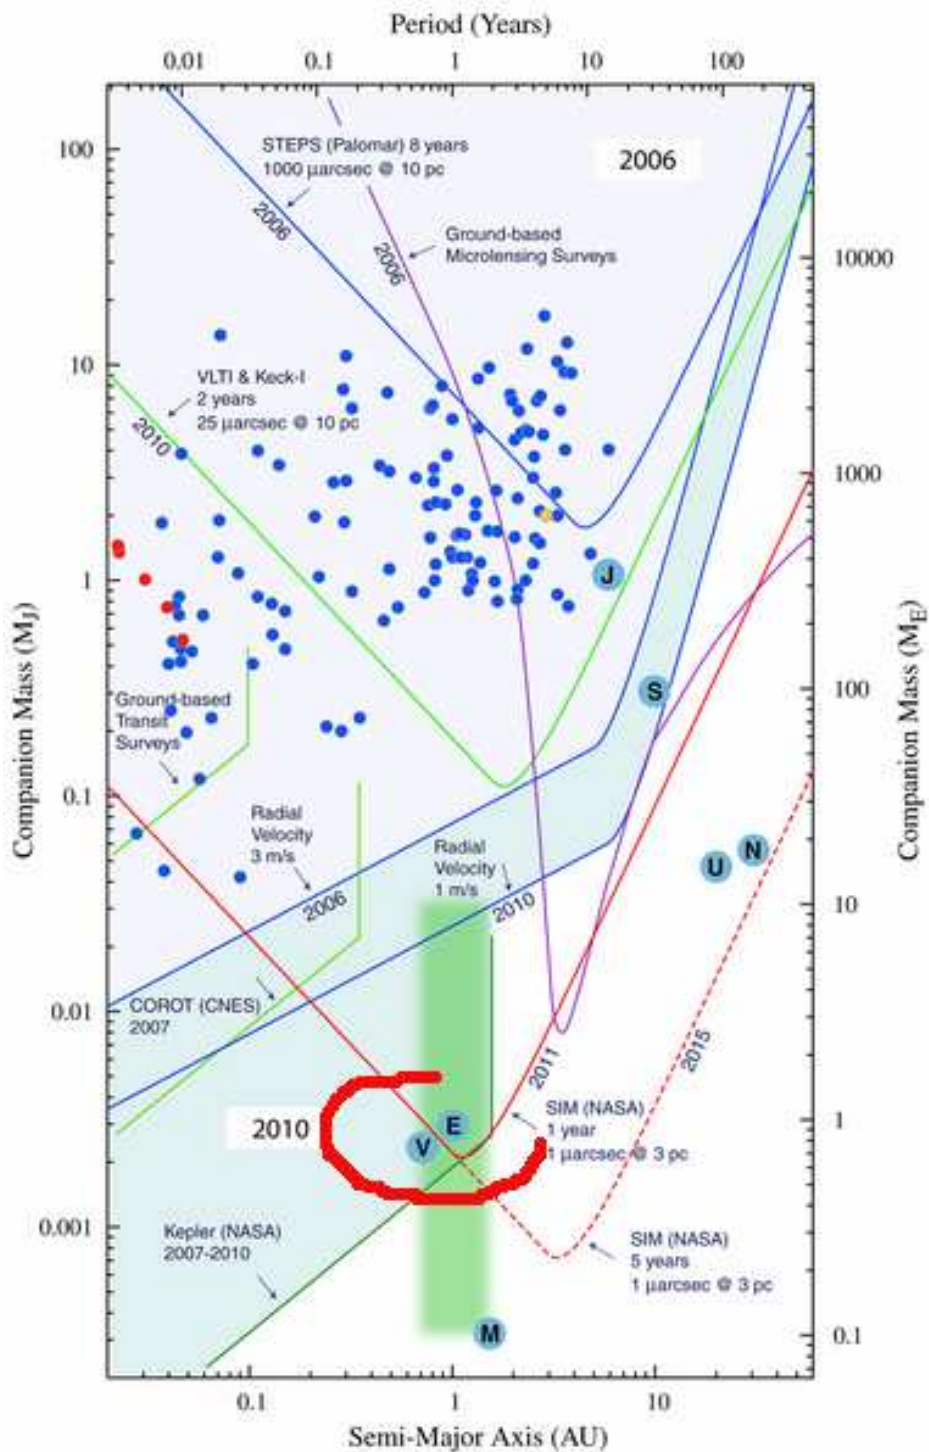 Period (Years)
0.01 0.1 1 10 100
100
10
1
0.1
0.01
0.001
Companion Mass (MJ)
10000
1000
100
10
1
0.1
Companion Mass (ME)
STEPS (Palomar) 8 years
1000 µarcsec @ 10 pc
2006
2006
2006
Ground-based
Microlensing Surveys
VLTI & Keck-I
2 years
25 µarcsec @ 10 pc
2010
J
S
Ground-based
Transit
Surveys
Radial
Velocity
3 m/s
2006
Radial
Velocity
1 m/s
2010
U
N
COROT (CNES)
2007
2010
E
V
2011
2015
SIM (NASA)
1 year
1 µarcsec @ 3 pc
Kepler (NASA)
2007-2010
SIM (NASA)
5 years
1 µarcsec @ 3 pc
M
0.1 1 10
Semi-Major Axis (AU)